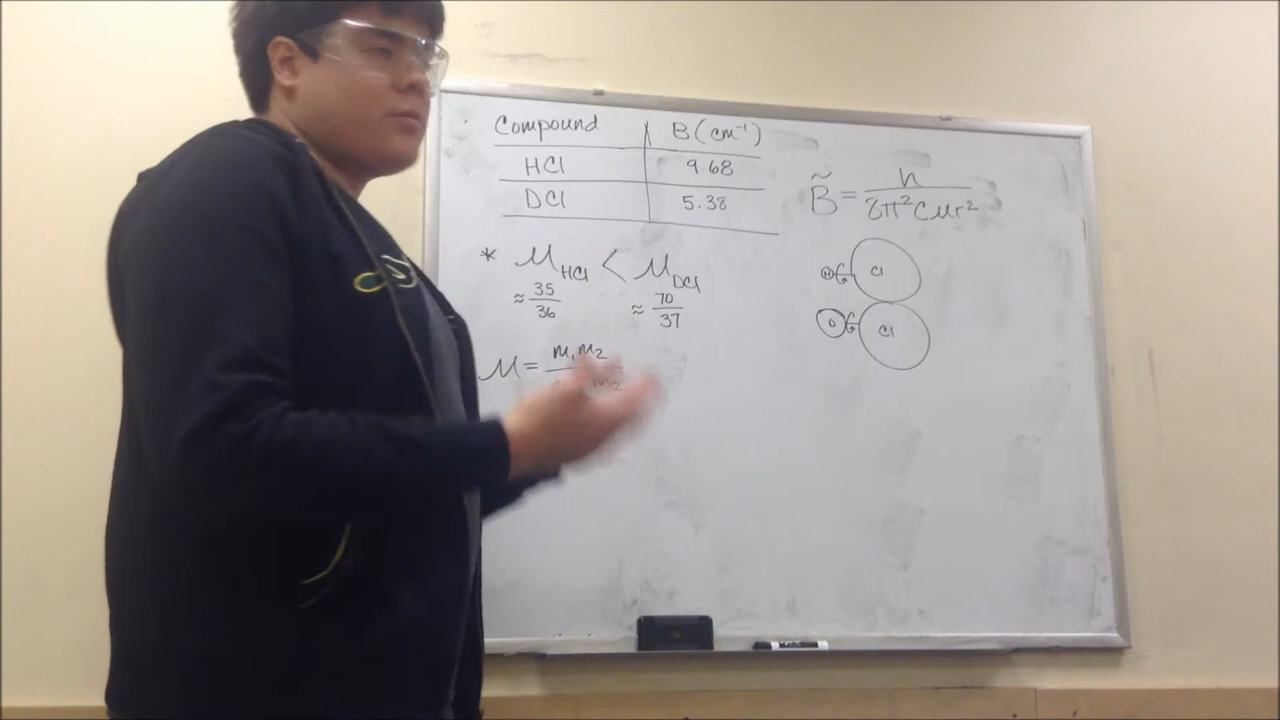 Compound B(cm⁻¹)
HCl 9.68
DCl 5.38
B̃ = h / 8π²cμr²
* μHCl < μDCl
≈ 35/36 ≈ 70/37
μ = m₁m₂ / m₂
H Cl
D Cl